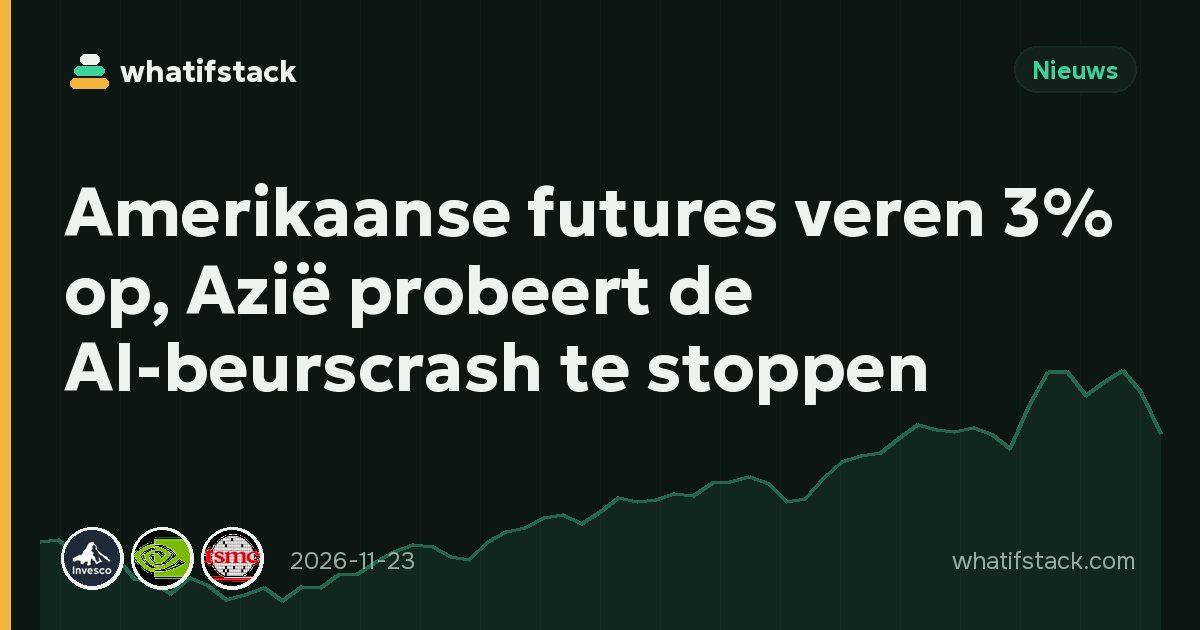 whatifstack
Nieuws
Amerikaanse futures veren 3%
op, Azië probeert de
AI-beurscrash te stoppen
Invesco
tsmc
2026-11-23
whatifstack.com